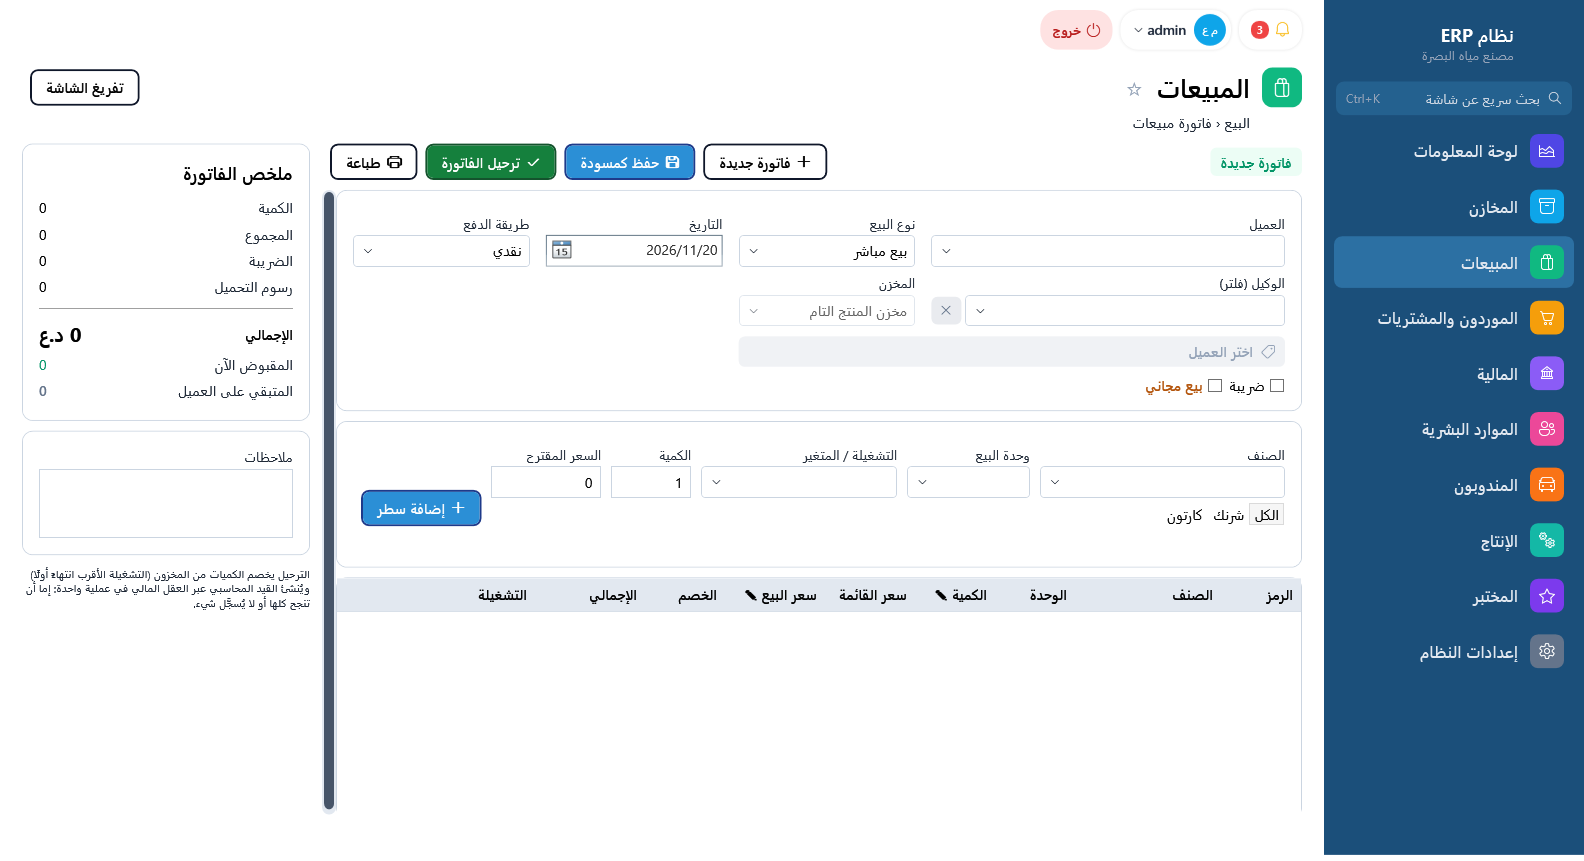 نظام ERP
مصنع مياه البصرة
بحث سريع عن شاشة
Ctrl+K
لوحة المعلومات
المخازن
المبيعات
الموردون والمشتريات
المالية
الموارد البشرية
المندوبون
الإنتاج
المختبر
إعدادات النظام
3
م ع
admin
خروج
المبيعات
البيع › فاتورة مبيعات
تفريغ الشاشة
فاتورة جديدة
فاتورة جديدة
حفظ كمسودة
ترحيل الفاتورة
طباعة
العميل
نوع البيع
بيع مباشر
التاريخ
2026/11/20
15
طريقة الدفع
نقدي
الوكيل (فلتر)
المخزن
مخزن المنتج التام
اختر العميل
ضريبة
بيع مجاني
الصنف
وحدة البيع
التشغيلة / المتغير
الكمية
1
السعر المقترح
0
إضافة سطر
الكل
شرنك
كارتون
الرمز
الصنف
الوحدة
الكمية
سعر القائمة
سعر البيع
الخصم
الإجمالي
التشغيلة
ملخص الفاتورة
الكمية 0
المجموع 0
الضريبة 0
رسوم التحميل 0
الإجمالي 0 د.ع
المقبوض الآن 0
المتبقي على العميل 0
ملاحظات
الترحيل يخصم الكميات من المخزون (التشغيلة الأقرب انتهاءً أولًا)
ويُنشئ القيد المحاسبي عبر العقل المالي في عملية واحدة: إما أن
تنجح كلها أو لا يُسجَّل شيء.